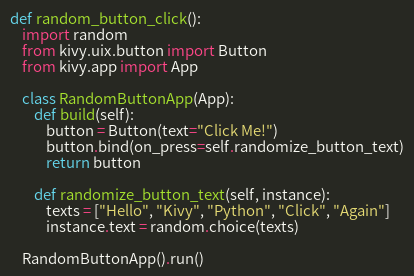 def random_button_click():
    import random
    from kivy.uix.button import Button
    from kivy.app import App

    class RandomButtonApp(App):
        def build(self):
            button = Button(text="Click Me!")
            button.bind(on_press=self.randomize_button_text)
            return button

        def randomize_button_text(self, instance):
            texts = ["Hello", "Kivy", "Python", "Click", "Again"]
            instance.text = random.choice(texts)

    RandomButtonApp().run()